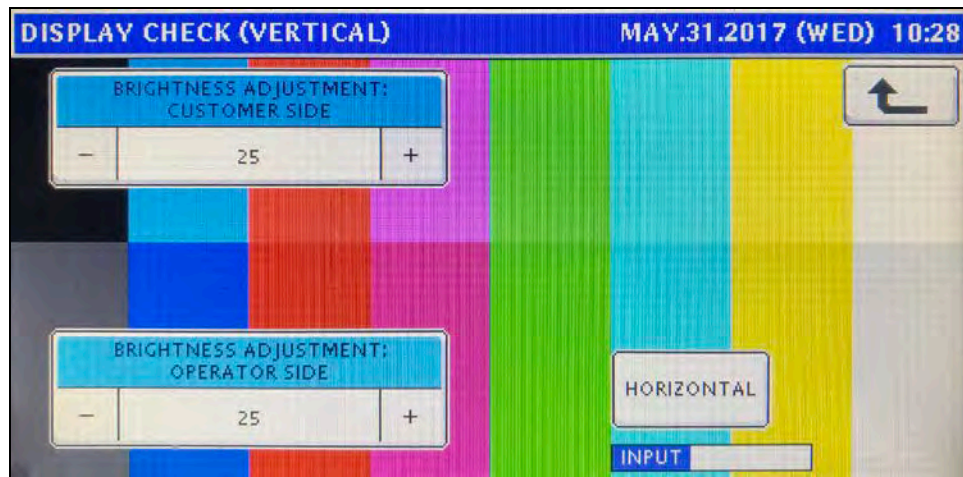 DISPLAY CHECK (VERTICAL) MAY.31.2017 (WED) 10:28
BRIGHTNESS ADJUSTMENT:
CUSTOMER SIDE
- 25 +
BRIGHTNESS ADJUSTMENT:
OPERATOR SIDE
- 25 +
HORIZONTAL
INPUT